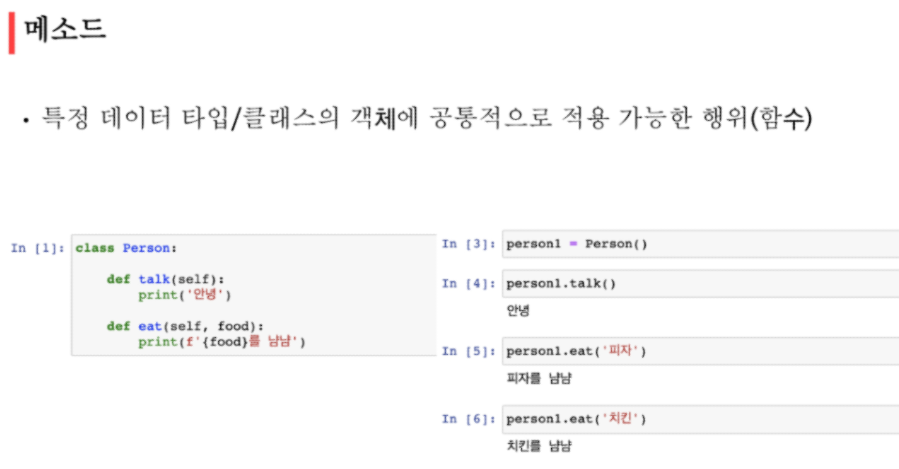 메소드
• 특정 데이터 타입/클래스의 객体에 공통적으로 적용 가능한 행위(함수)
In [1]: class Person:
def talk(self):
print('안녕')
def eat(self, food):
print(f'{food}를 냠냠')
In [3]: person1 = Person()
In [4]: person1.talk()
안녕
In [5]: person1.eat('피자')
피자를 냠냠
In [6]: person1.eat('치킨')
치킨를 냠냠